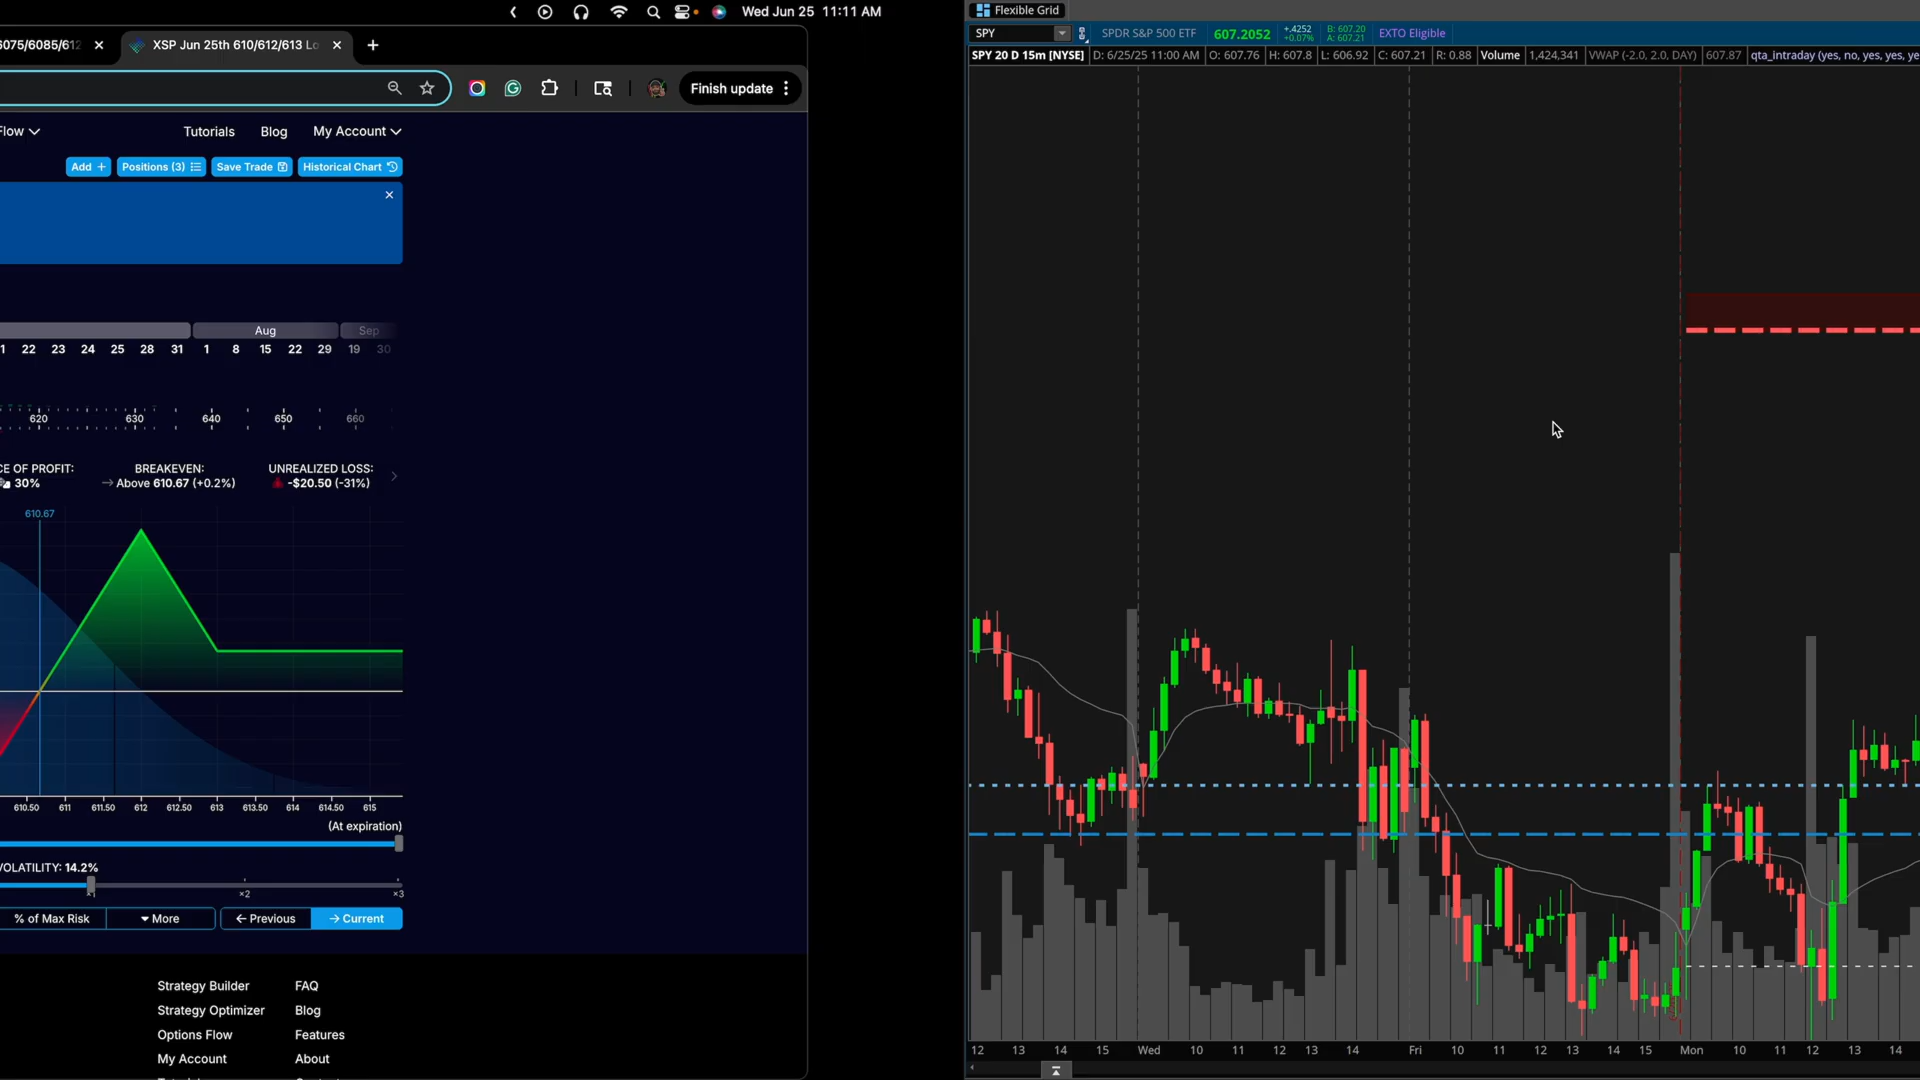 Wed Jun 25 11:11 AM
6075/6085/612
XSP Jun 25th 610/612/613 Lo
Finish update
Flow
Tutorials
Blog
My Account
Add +
Positions (3)
Save Trade
Historical Chart
Aug
Sep
1 22 23 24 25 28 31 1 8 15 22 29 19 30
620 630 640 650 660
CE OF PROFIT:
30%
BREAKEVEN:
Above 610.67 (+0.2%)
UNREALIZED LOSS:
-$20.50 (-31%)
610.67
610.50 611 611.50 612 612.50 613 613.50 614 614.50 615
(At expiration)
VOLATILITY: 14.2%
x1 x2 x3
% of Max Risk
More
← Previous
→ Current
Strategy Builder
Strategy Optimizer
Options Flow
My Account
FAQ
Blog
Features
About
Flexible Grid
SPY
SPDR S&P 500 ETF
607.2052
+.4252
+0.07%
B: 607.20
A: 607.21
EXTO Eligible
SPY 20 D 15m [NYSE]
D: 6/25/25 11:00 AM
O: 607.76
H: 607.8
L: 606.92
C: 607.21
R: 0.88
Volume
1,424,341
VWAP (-2.0, 2.0, DAY)
607.87
qta_intraday (yes, no, yes, yes, ye
12 13 14 15 Wed 10 11 12 13 14 Fri 10 11 12 13 14 15 Mon 10 11 12 13 14